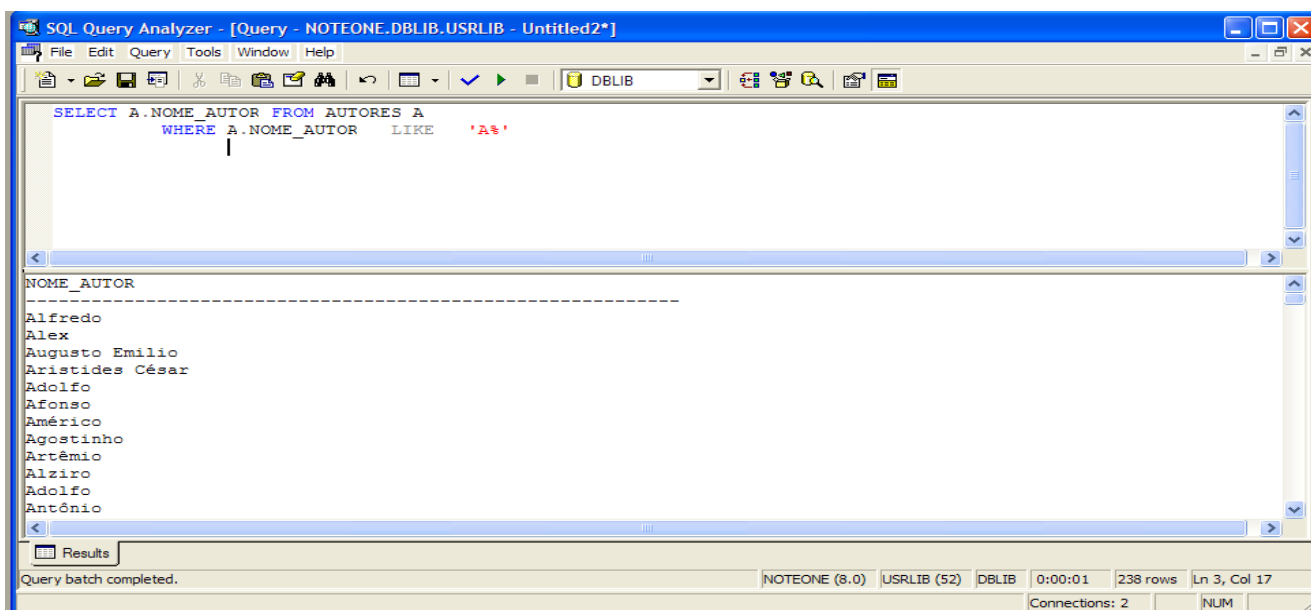 SQL Query Analyzer - [Query - NOTEONE.DBLIB.USRLIB - Untitled2*]
File Edit Query Tools Window Help
DBLIB
SELECT A.NOME_AUTOR FROM AUTORES A
WHERE A.NOME_AUTOR LIKE 'A%'
NOME_AUTOR
------------------------------------------------------------
Alfredo
Alex
Augusto Emilio
Aristides César
Adolfo
Afonso
Américo
Agostinho
Artêmio
Alziro
Adolfo
Antônio
Results
Query batch completed. NOTEONE (8.0) USRLIB (52) DBLIB 0:00:01 238 rows Ln 3, Col 17
Connections: 2 NUM